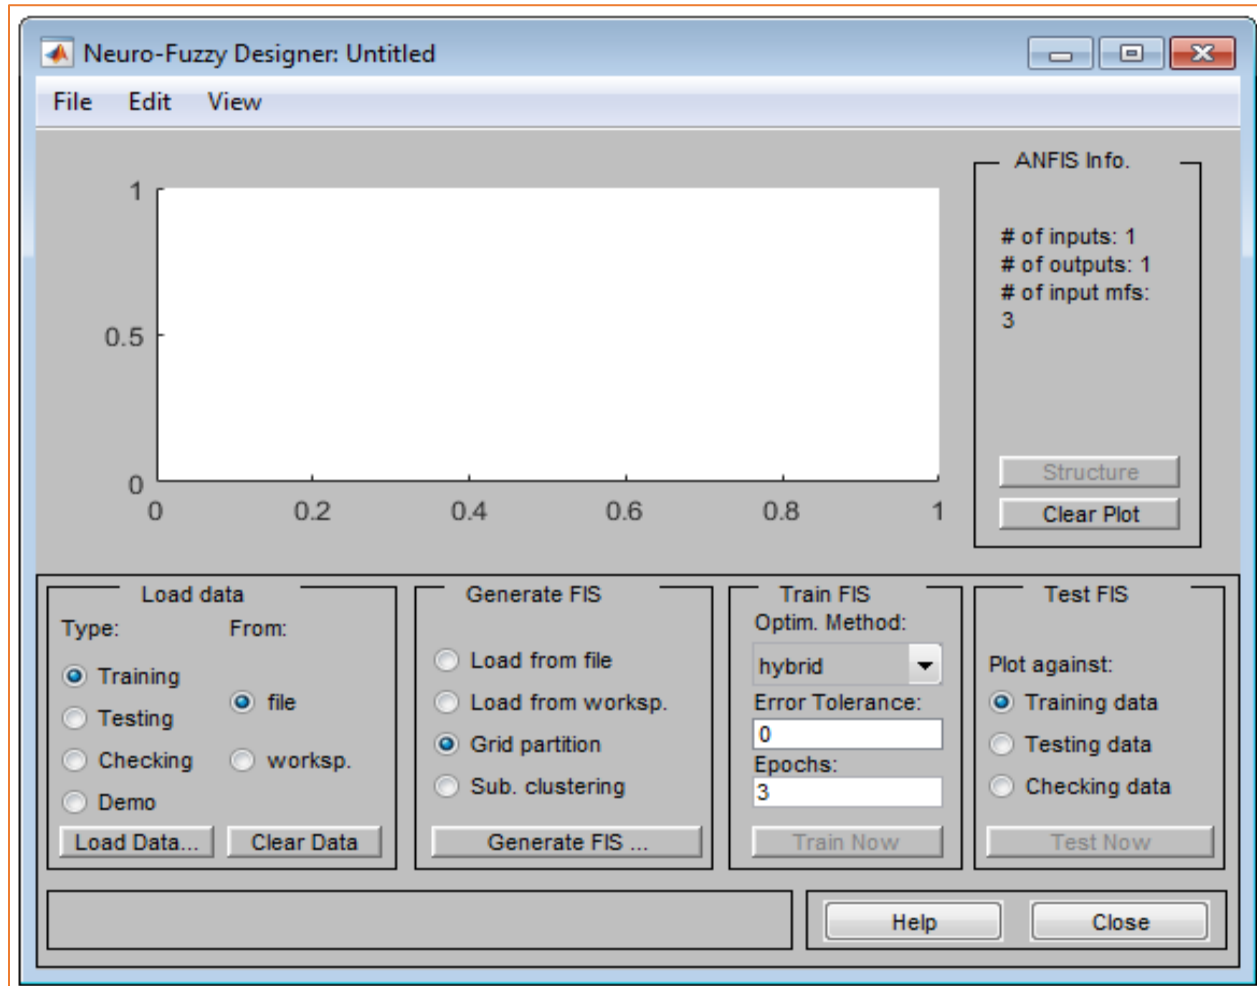 Neuro-Fuzzy Designer: Untitled
File Edit View
1
0.5
0
0 0.2 0.4 0.6 0.8 1
ANFIS Info.
# of inputs: 1
# of outputs: 1
# of input mfs:
3
Structure
Clear Plot
Load data
Type: From:
Training
file
Testing
Checking
worksp.
Demo
Load Data... Clear Data
Generate FIS
Load from file
Load from worksp.
Grid partition
Sub. clustering
Generate FIS ...
Train FIS
Optim. Method:
hybrid
Error Tolerance:
0
Epochs:
3
Train Now
Test FIS
Plot against:
Training data
Testing data
Checking data
Test Now
Help Close